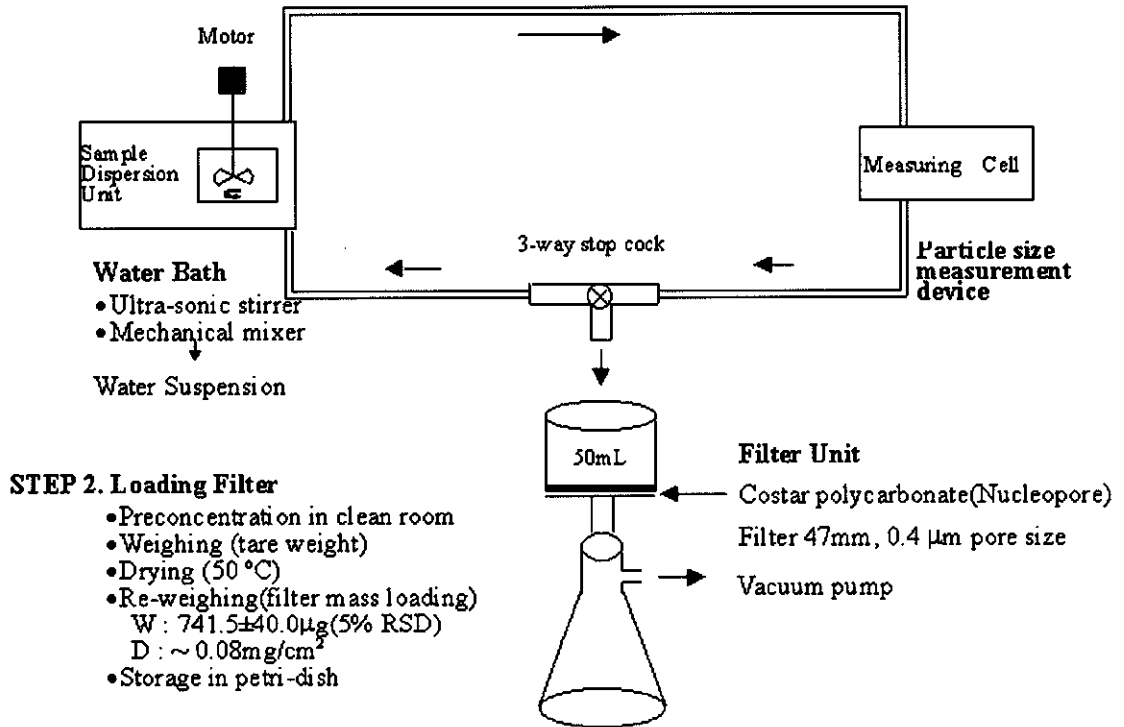 Motor
Sample
Dispersion
Unit
Measuring Cell
3-way stop cock
Particle size
measurement
device
Water Bath
•Ultra-sonic stirrer
•Mechanical mixer
Water Suspension
50mL
Filter Unit
Costar polycarbonate(Nucleopore)
Filter 47mm, 0.4 μm pore size
Vacuum pump
STEP 2. Loading Filter
•Preconcentration in clean room
•Weighing (tare weight)
•Drying (50 °C)
•Re-weighing(filter mass loading)
W : 741.5±40.0μg(5% RSD)
D : ~ 0.08mg/cm²
•Storage in petri-dish